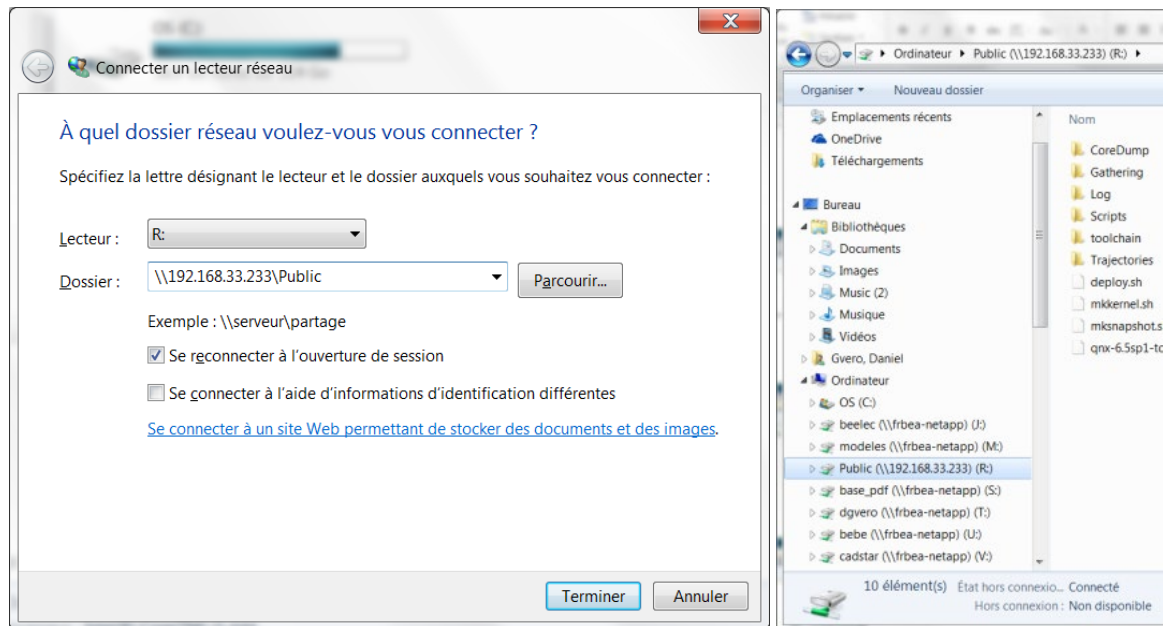 Connecter un lecteur réseau
À quel dossier réseau voulez-vous vous connecter ?
Spécifiez la lettre désignant le lecteur et le dossier auxquels vous souhaitez vous connecter :
Lecteur : R:
Dossier : \\192.168.33.233\Public Parcourir...
Exemple : \\serveur\partage
Se reconnecter à l'ouverture de session
Se connecter à l'aide d'informations d'identification différentes
Se connecter à un site Web permettant de stocker des documents et des images.
Terminer Annuler
Ordinateur Public (\\192.168.33.233) (R:)
Organiser Nouveau dossier
Emplacements récents
OneDrive
Téléchargements
Bureau
Bibliothèques
Documents
Images
Music (2)
Musique
Vidéos
Gvero, Daniel
Ordinateur
OS (C:)
beelec (\\frbea-netapp) (J:)
modeles (\\frbea-netapp) (M:)
Public (\\192.168.33.233) (R:)
base_pdf (\\frbea-netapp) (S:)
dgvero (\\frbea-netapp) (T:)
bebe (\\frbea-netapp) (U:)
cadstar (\\frbea-netapp) (V:)
Nom
CoreDump
Gathering
Log
Scripts
toolchain
Trajectories
deploy.sh
mkkernel.sh
mksnapshot.s
qnx-6.5sp1-to
10 élément(s) État hors connexio... Connecté
Hors connexion : Non disponible